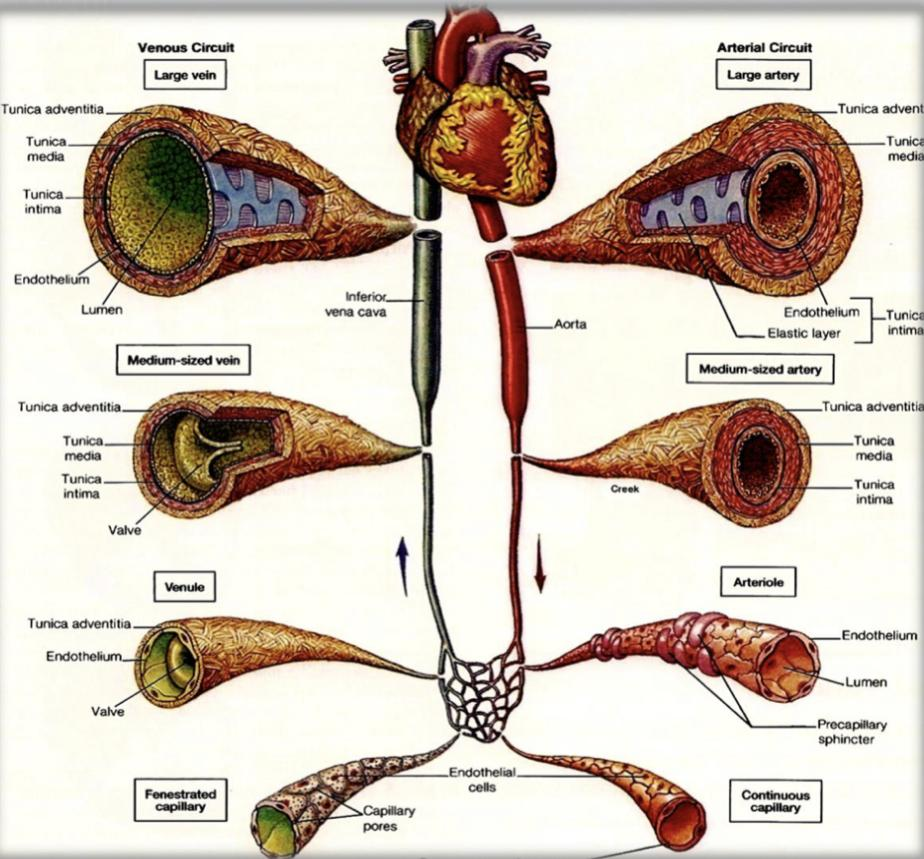 Venous Circuit
Large vein
Tunica adventitia
Tunica
media
Tunica
intima
Endothelium
Lumen
Inferior
vena cava
Medium-sized vein
Tunica adventitia
Tunica
media
Tunica
intima
Valve
Venule
Tunica adventitia
Endothelium
Valve
Fenestrated
capillary
Capillary
pores
Endothelial
cells
Arterial Circuit
Large artery
Tunica advent
Tunica
media
Endothelium
Elastic layer
Tunica
intima
Aorta
Medium-sized artery
Tunica adventitia
Tunica
media
Tunica
intima
Creek
Arteriole
Endothelium
Lumen
Precapillary
sphincter
Continuous
capillary